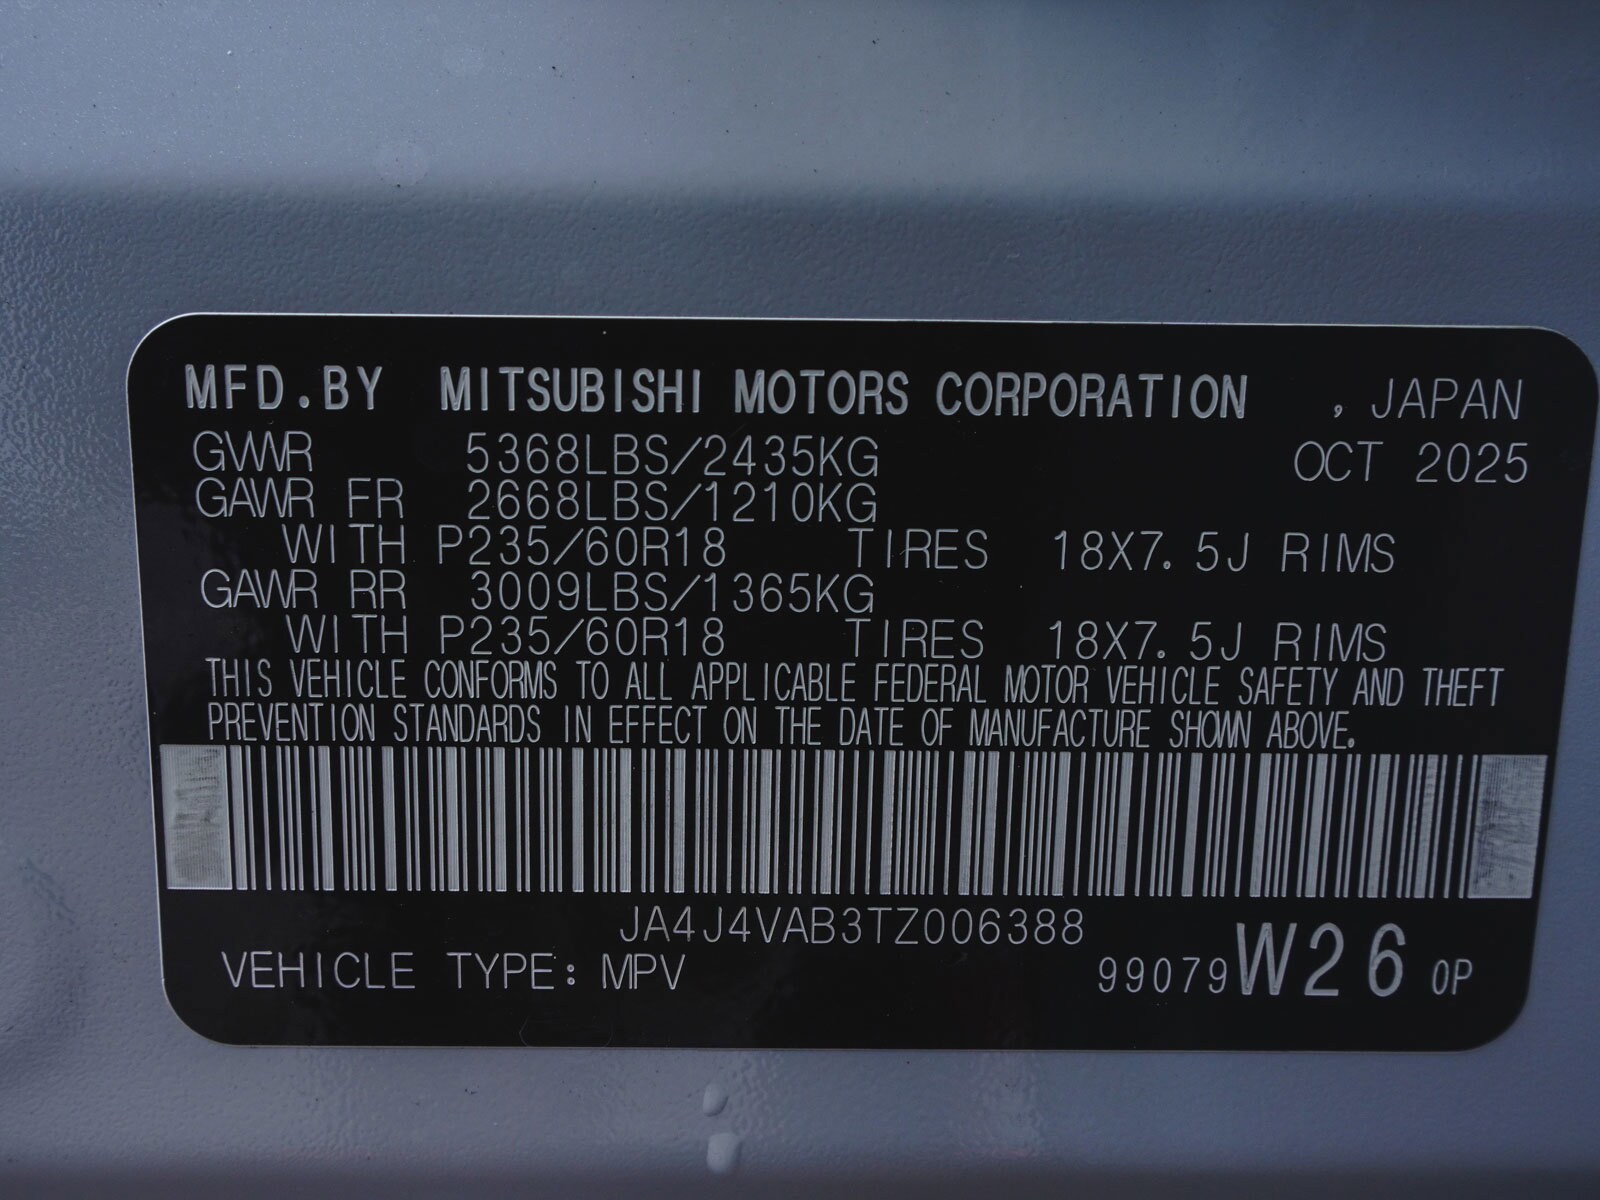 MFD.BY MITSUBISHI MOTORS CORPORATION , JAPAN
GVWR 5368LBS/2435KG OCT 2025
GAWR FR 2668LBS/1210KG
WITH P235/60R18 TIRES 18X7.5J RIMS
GAWR RR 3009LBS/1365KG
WITH P235/60R18 TIRES 18X7.5J RIMS
THIS VEHICLE CONFORMS TO ALL APPLICABLE FEDERAL MOTOR VEHICLE SAFETY AND THEFT
PREVENTION STANDARDS IN EFFECT ON THE DATE OF MANUFACTURE SHOWN ABOVE.
JA4J4VAB3TZ006388
VEHICLE TYPE: MPV 99079 W26 0P